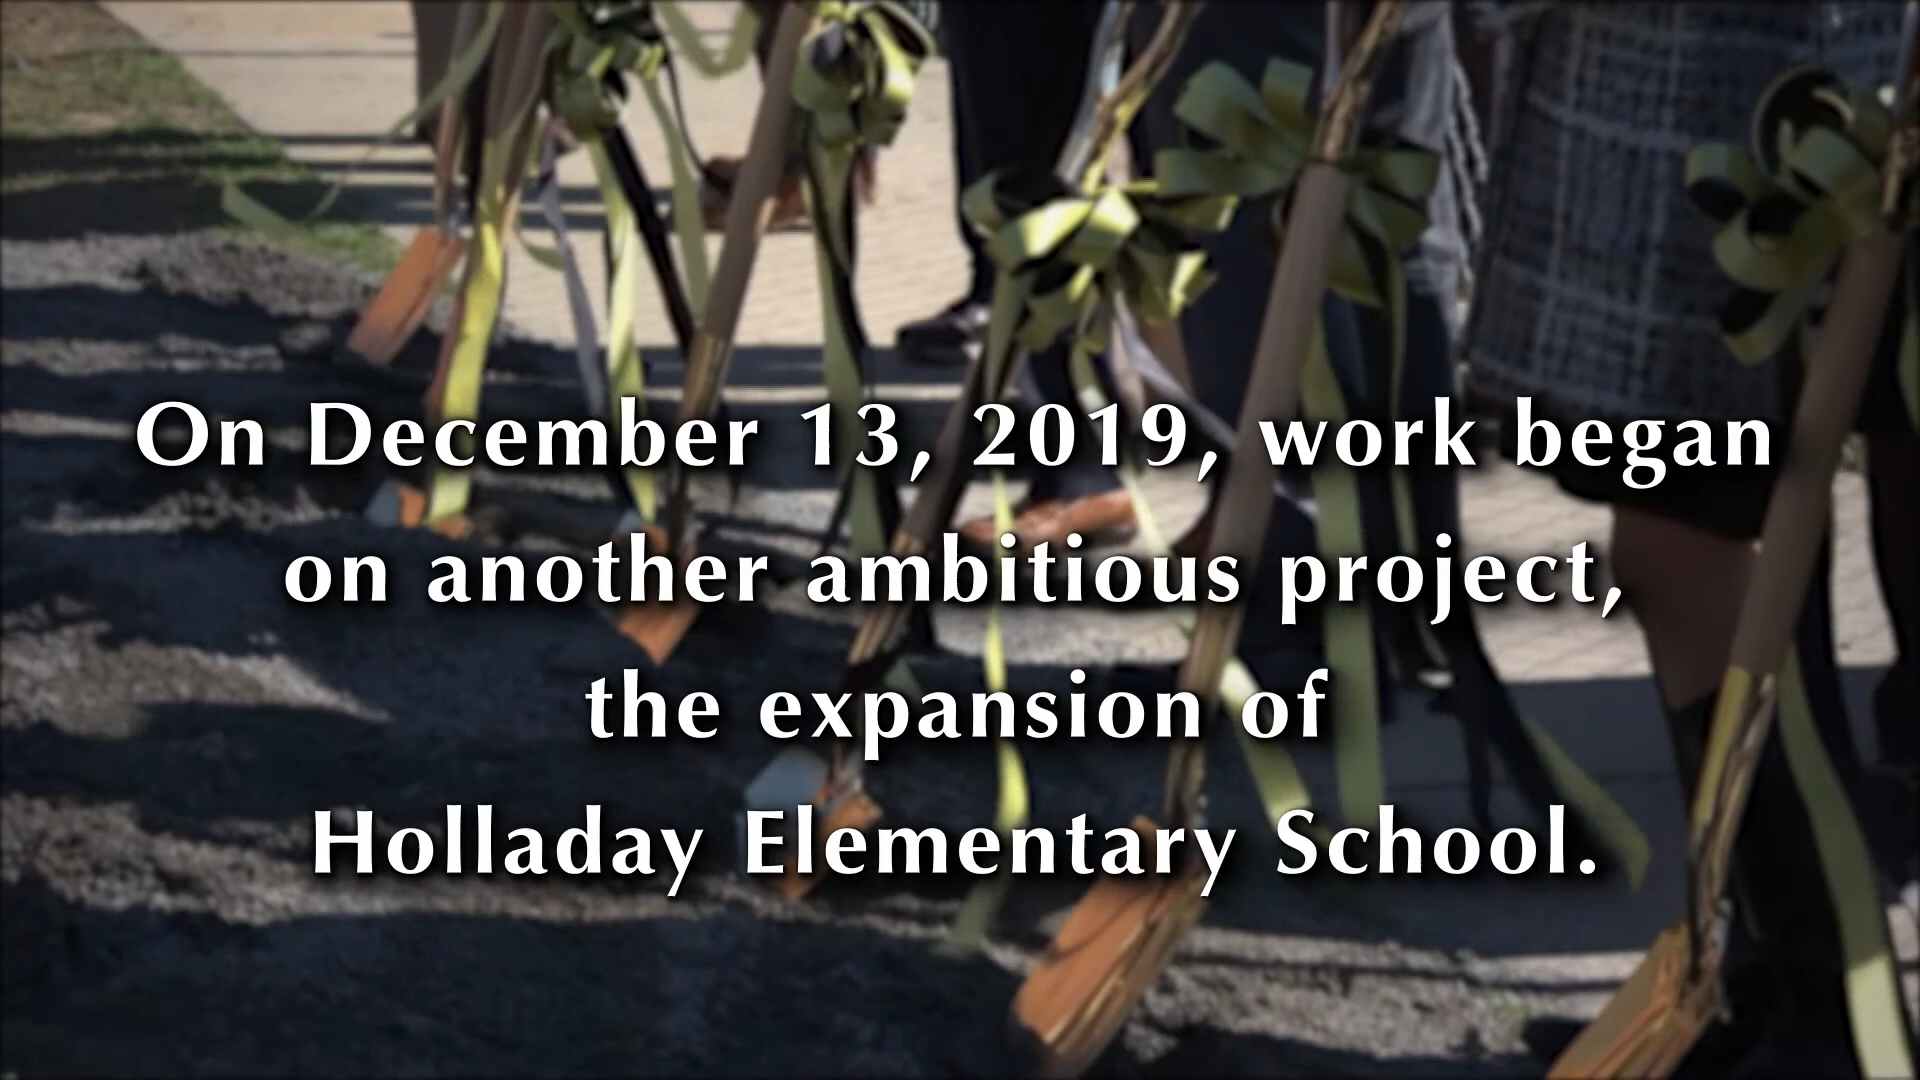 On December 13, 2019, work began
on another ambitious project,
the expansion of
Holladay Elementary School.